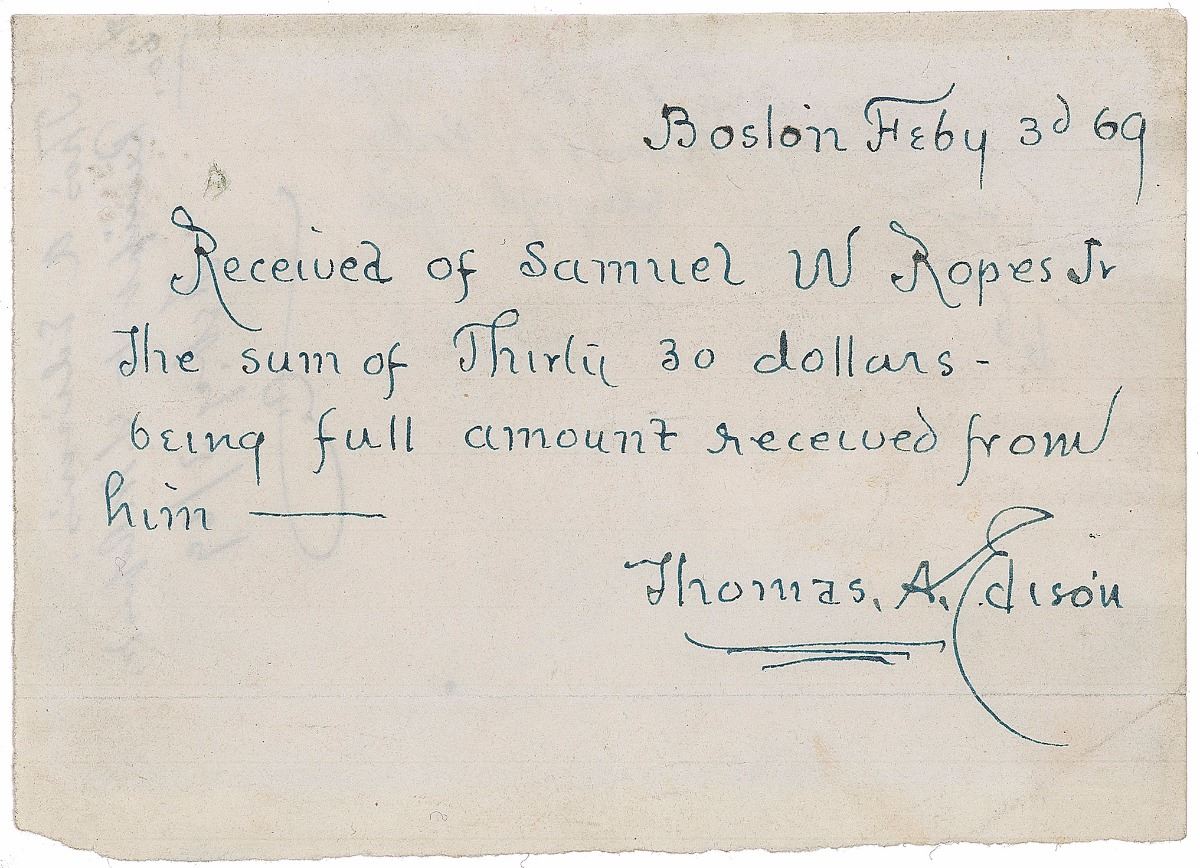 Boston Feby 3d 69
Received of Samuel W Ropes Jr
The sum of Thirty 30 dollars -
being full amount received from
him ——
Thomas. A. Edison